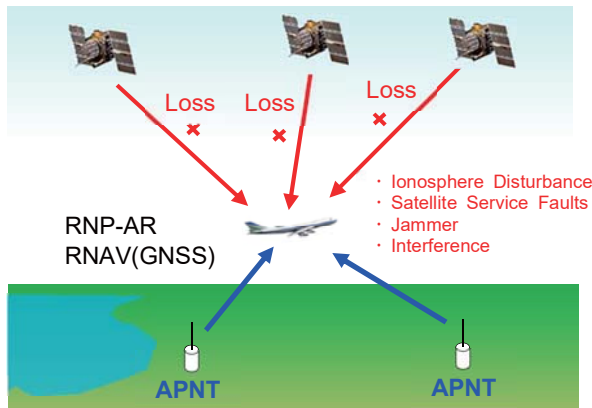 Loss
Loss
Loss
· Ionosphere Disturbance
· Satellite Service Faults
· Jammer
· Interference
RNP-AR
RNAV(GNSS)
APNT
APNT